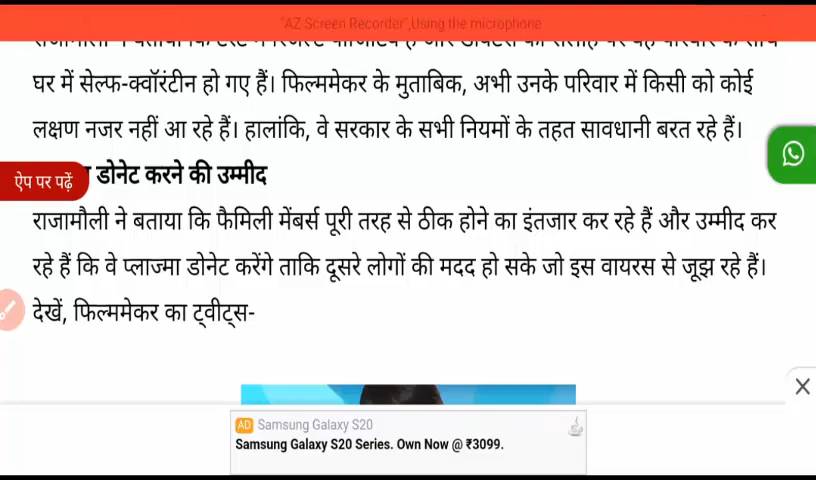 "AZ Screen Recorder",Using the microphone
घर में सेल्फ-क्वॉरंटीन हो गए हैं। फिल्ममेकर के मुताबिक, अभी उनके परिवार में किसी को कोई
लक्षण नजर नहीं आ रहे हैं। हालांकि, वे सरकार के सभी नियमों के तहत सावधानी बरत रहे हैं।
ऐप पर पढ़ें
डोनेट करने की उम्मीद
राजामौली ने बताया कि फैमिली मेंबर्स पूरी तरह से ठीक होने का इंतजार कर रहे हैं और उम्मीद कर
रहे हैं कि वे प्लाज्मा डोनेट करेंगे ताकि दूसरे लोगों की मदद हो सके जो इस वायरस से जूझ रहे हैं।
देखें, फिल्ममेकर का ट्वीट्स-
AD Samsung Galaxy S20
Samsung Galaxy S20 Series. Own Now @ ₹3099.